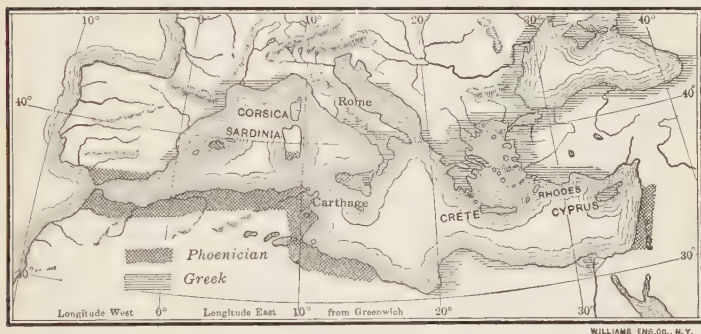 10° 0° 10° 20° 30° 40°
40° CORSICA Rome 40°
SARDINIA
Carthage CRETE RHODES
CYPRUS
Phoenician
30° 30°
Greek
Longitude West 0° Longitude East 10° from Greenwich 20° 30°
WILLIAMS ENG.CO., N.Y.